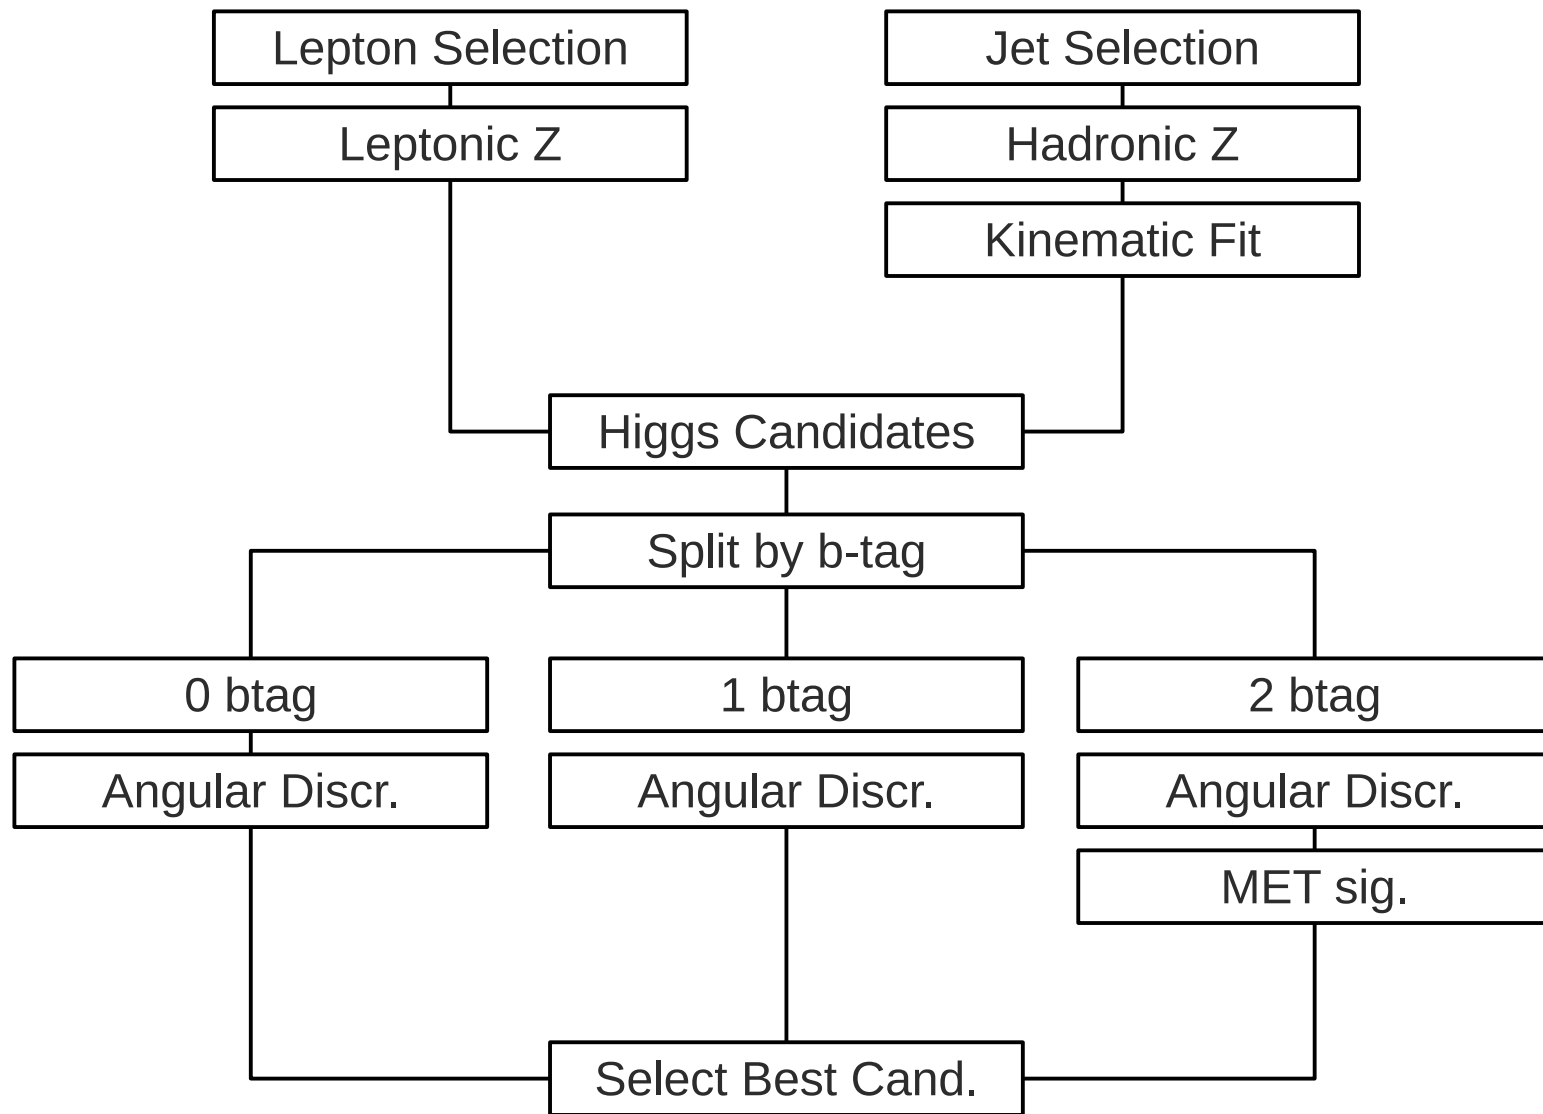 Lepton Selection
Jet Selection
Leptonic Z
Hadronic Z
Kinematic Fit
Higgs Candidates
Split by b-tag
0 btag
1 btag
2 btag
Angular Discr.
Angular Discr.
Angular Discr.
MET sig.
Select Best Cand.